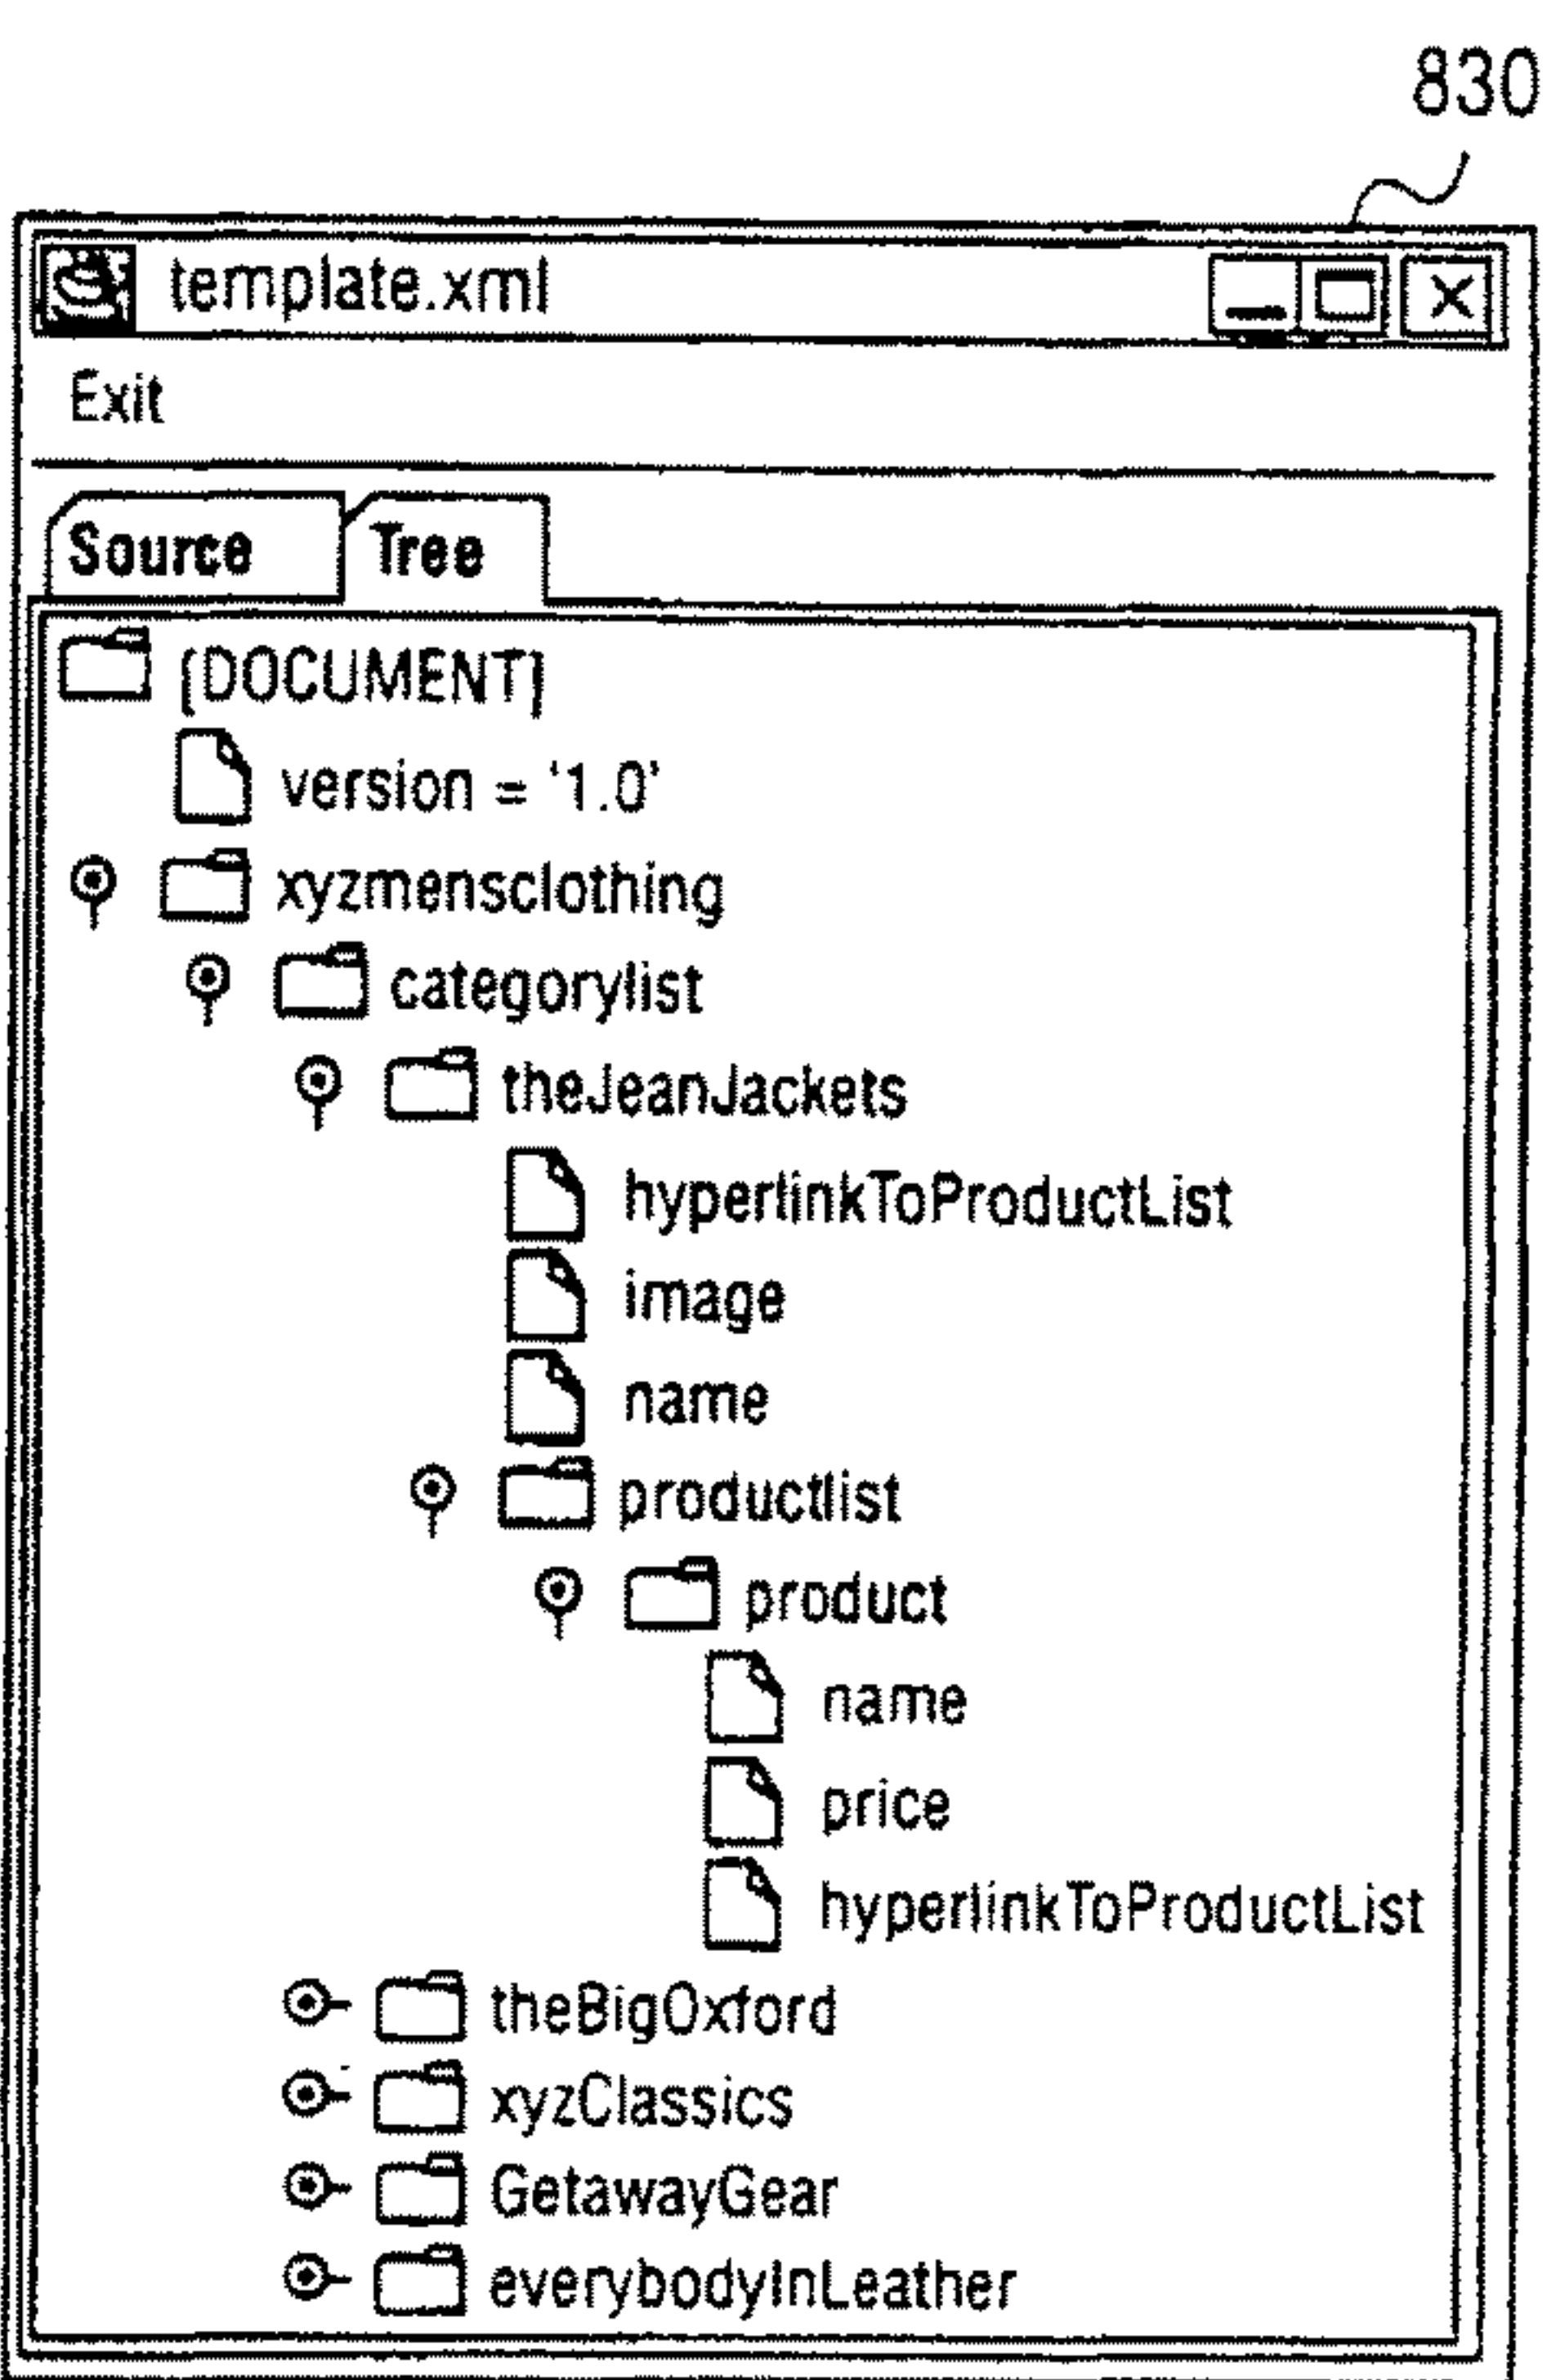 830
template.xml
Exit
Source Tree
[DOCUMENT]
version = '1.0'
xyzmensclothing
categorylist
theJeanJackets
hyperlinkToProductList
image
name
productlist
product
name
price
hyperlinkToProductList
theBigOxford
xyzClassics
GetawayGear
everybodyInLeather